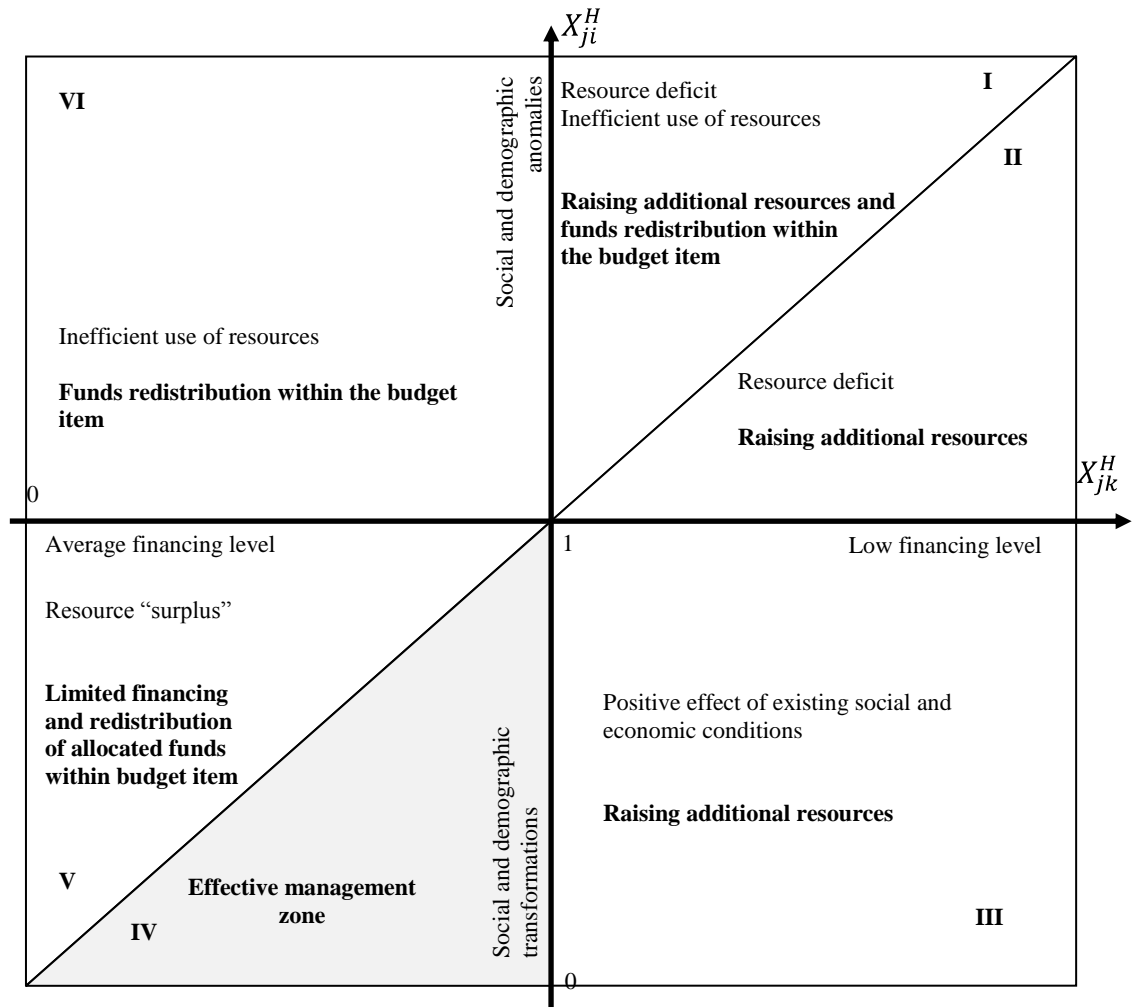 X_{ji}^{H}
VI
Social and demographic
anomalies
Resource deficit
Inefficient use of resources
I
II
Raising additional resources and
funds redistribution within
the budget item
Inefficient use of resources
Funds redistribution within the budget
item
Resource deficit
Raising additional resources
X_{jk}^{H}
0
Average financing level
1
Low financing level
Resource “surplus”
Limited financing
and redistribution
of allocated funds
within budget item
Positive effect of existing social and
economic conditions
Raising additional resources
Social and demographic
transformations
V
Effective management
zone
IV
III
0